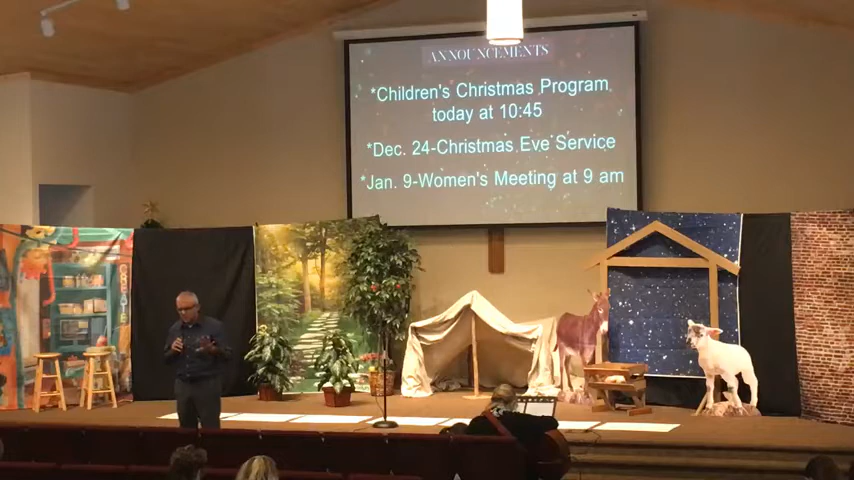 ANNOUNCEMENTS
*Children's Christmas Program
today at 10:45
*Dec. 24-Christmas Eve Service
*Jan. 9-Women's Meeting at 9 am